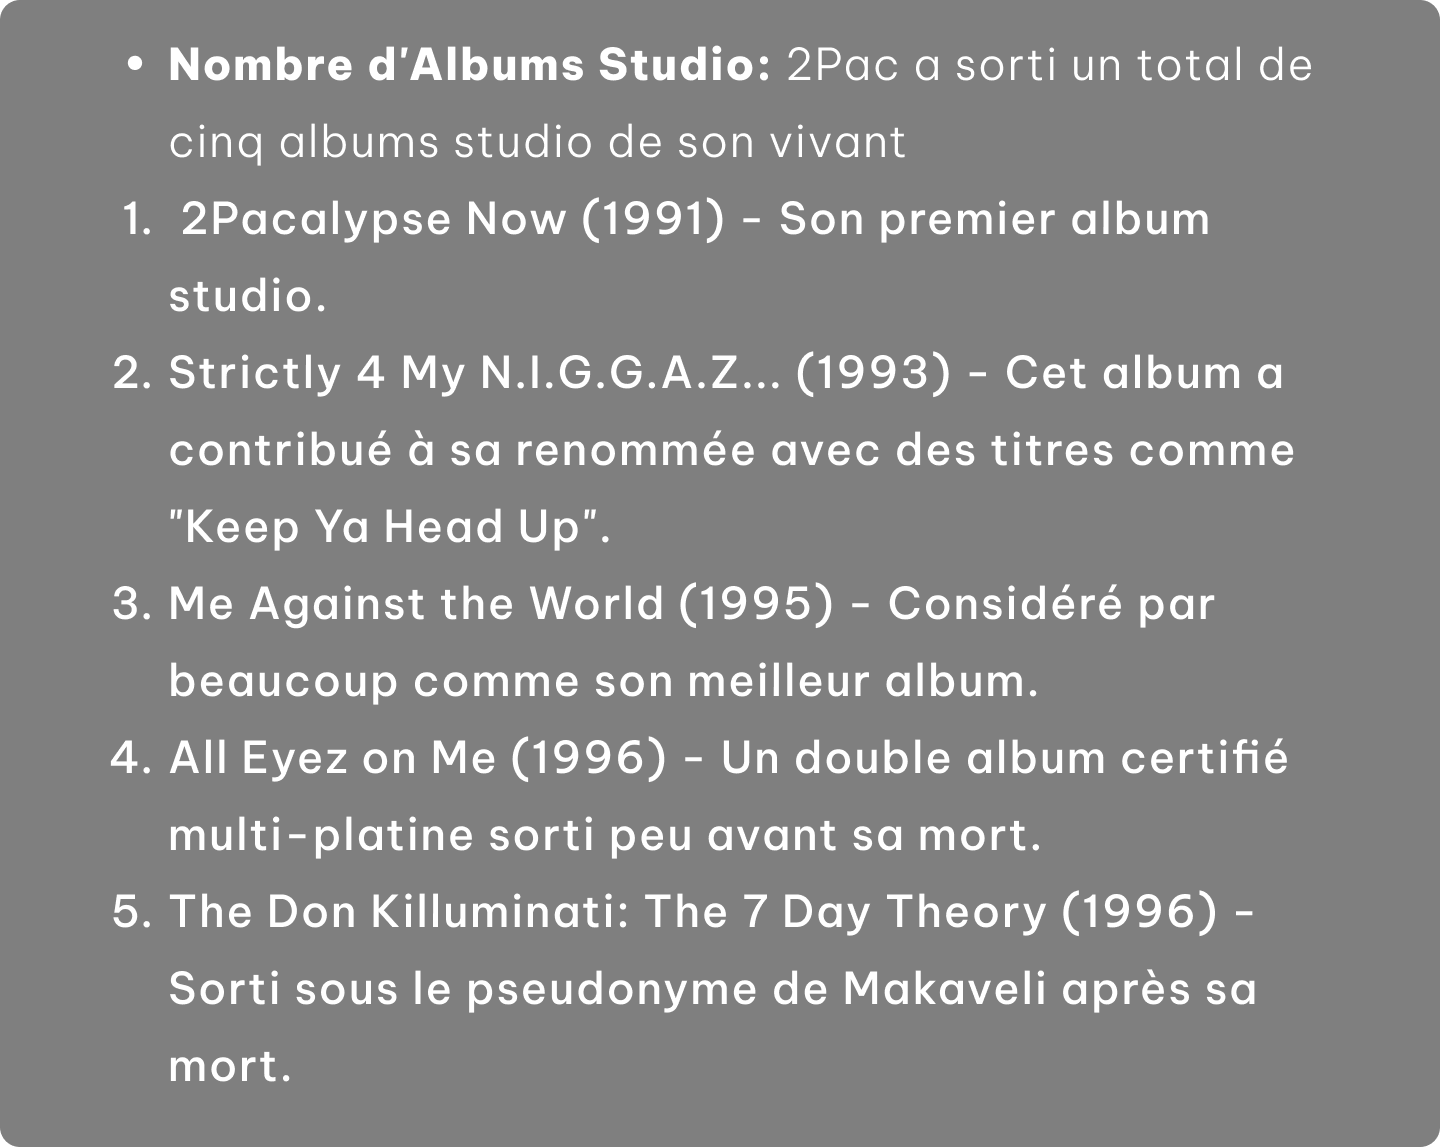 • Nombre d'Albums Studio: 2Pac a sorti un total de
cinq albums studio de son vivant
1. 2Pacalypse Now (1991) - Son premier album
studio.
2. Strictly 4 My N.I.G.G.A.Z... (1993) - Cet album a
contribué à sa renommée avec des titres comme
"Keep Ya Head Up".
3. Me Against the World (1995) - Considéré par
beaucoup comme son meilleur album.
4. All Eyez on Me (1996) - Un double album certifié
multi-platine sorti peu avant sa mort.
5. The Don Killuminati: The 7 Day Theory (1996) -
Sorti sous le pseudonyme de Makaveli après sa
mort.